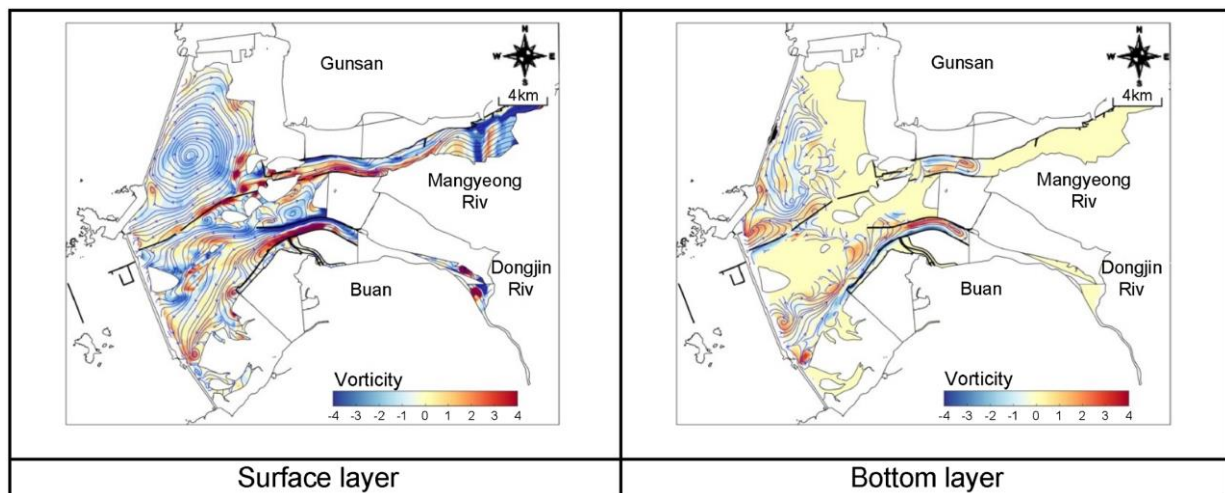 N
W E
S
Gunsan
4km
Mangyeong
Riv
Dongjin
Riv
Buan
Vorticity
-4 -3 -2 -1 0 1 2 3 4
Surface layer
N
W E
S
Gunsan
4km
Mangyeong
Riv
Dongjin
Riv
Buan
Vorticity
-4 -3 -2 -1 0 1 2 3 4
Bottom layer